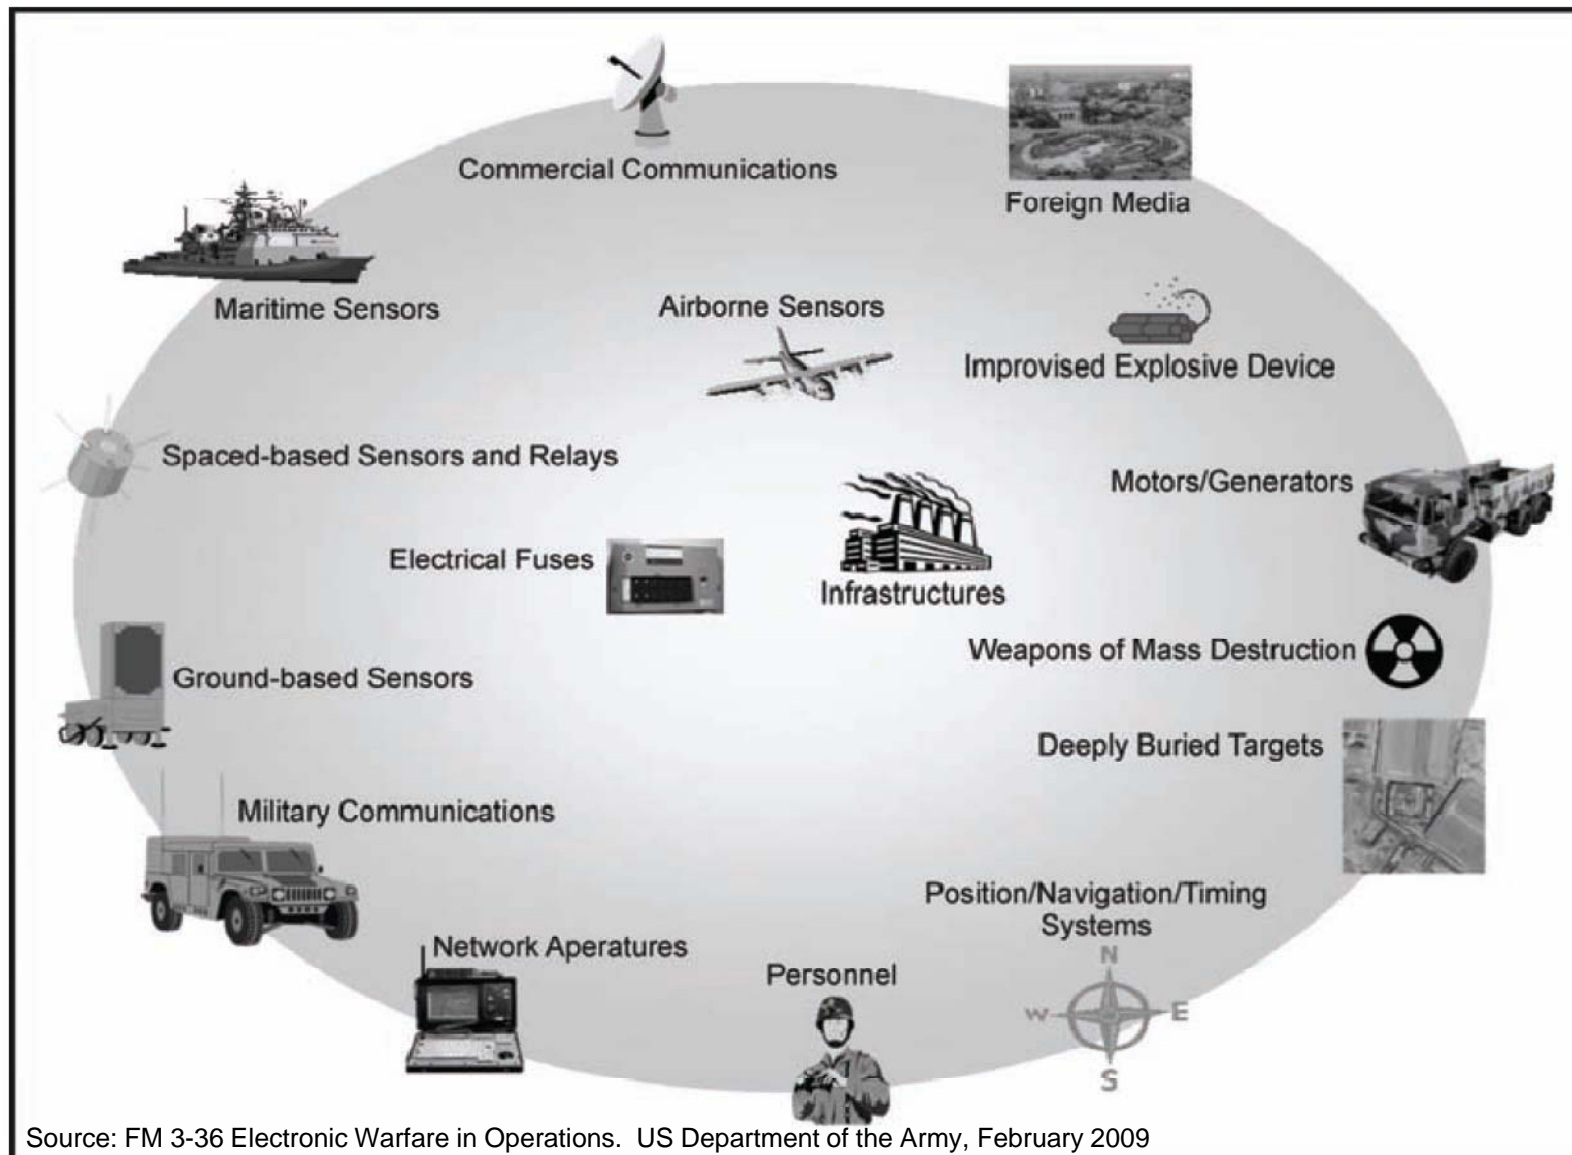 Commercial Communications
Foreign Media
Maritime Sensors
Airborne Sensors
Improvised Explosive Device
Spaced-based Sensors and Relays
Motors/Generators
Electrical Fuses
Infrastructures
Weapons of Mass Destruction
Ground-based Sensors
Deeply Buried Targets
Military Communications
Position/Navigation/Timing
Systems
Network Aperatures
Personnel
N
W
E
S
Source: FM 3-36 Electronic Warfare in Operations.  US Department of the Army, February 2009